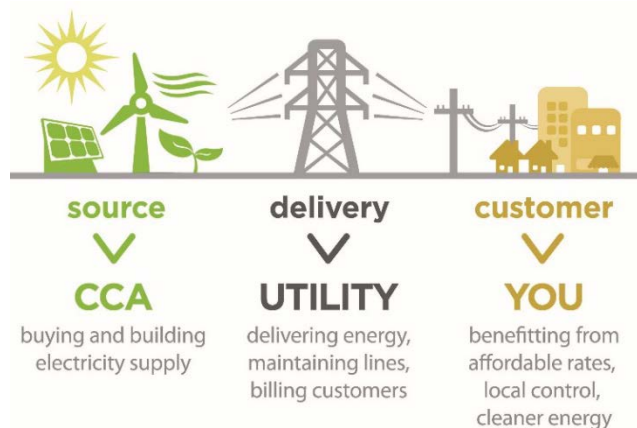 source
CCA
buying and building
electricity supply
delivery
UTILITY
delivering energy,
maintaining lines,
billing customers
customer
YOU
benefitting from
affordable rates,
local control,
cleaner energy